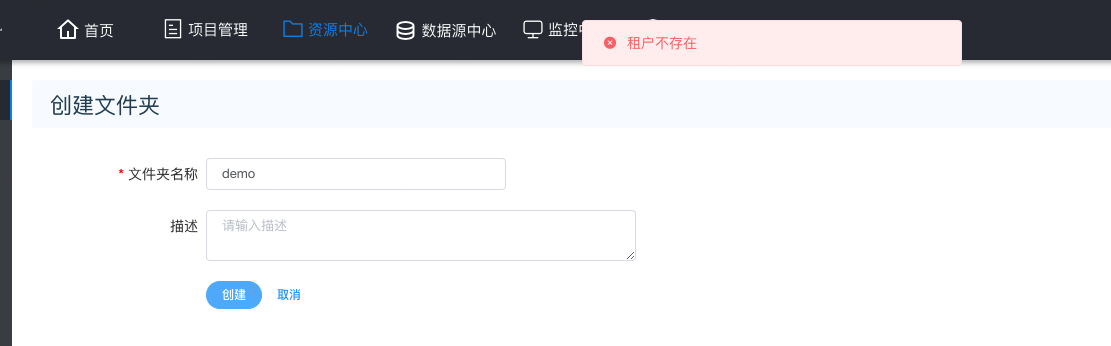 首页 项目管理 资源中心 数据源中心 监控
租户不存在
创建文件夹
* 文件夹名称 demo
描述 请输入描述
创建 取消